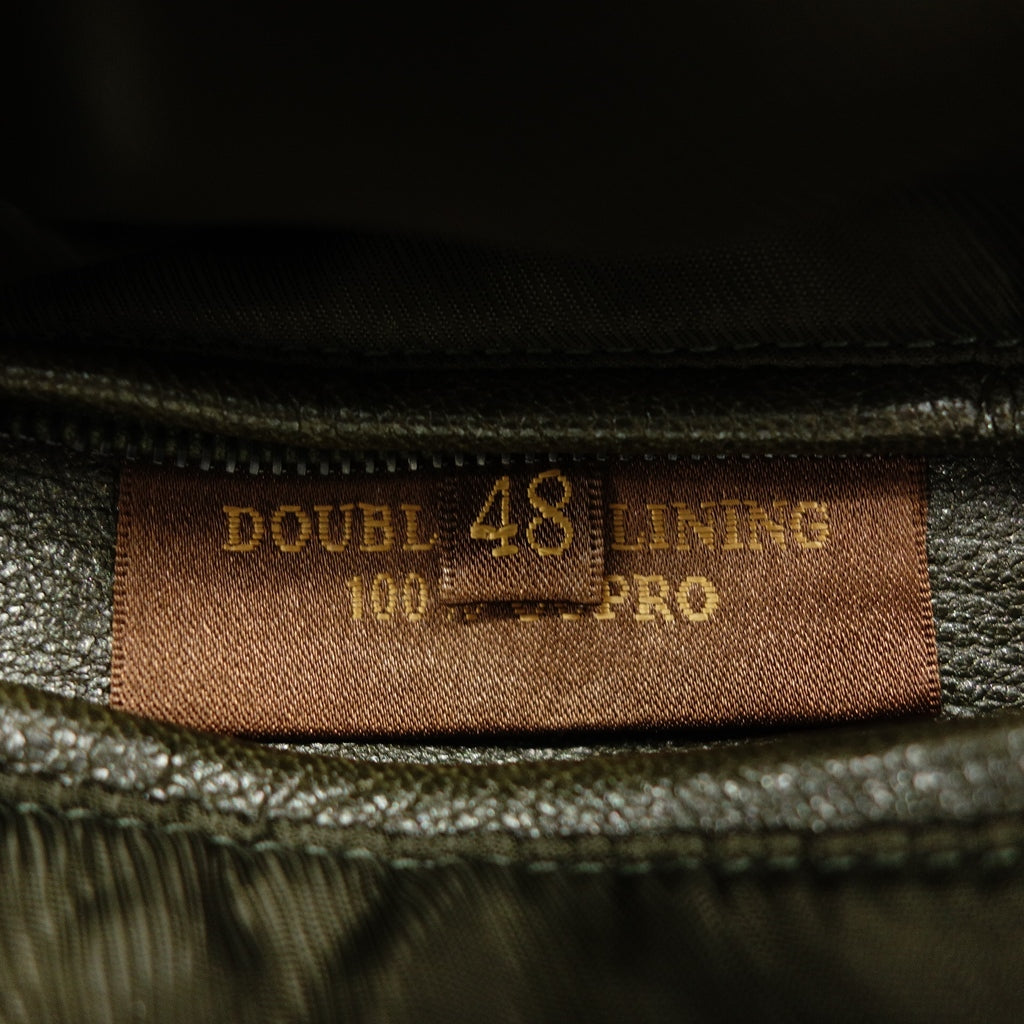 DOUBL 48 LINING
100 PRO